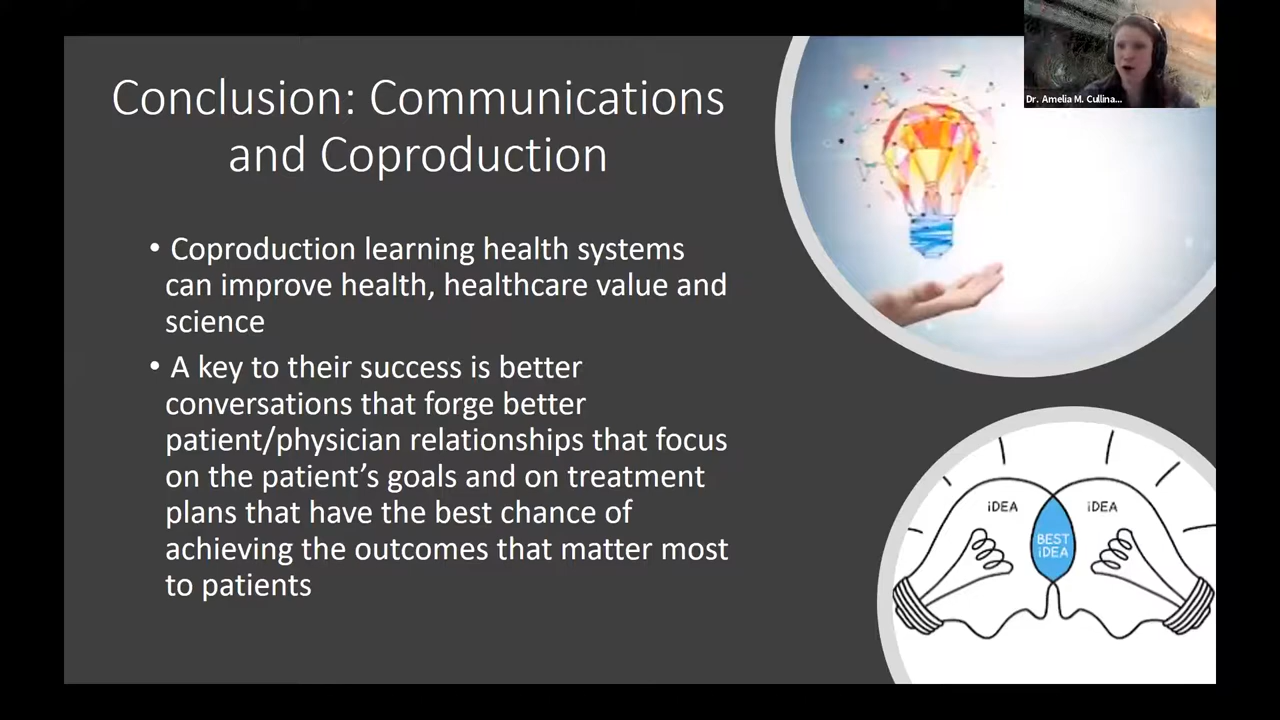 Conclusion: Communications
and Coproduction
• Coproduction learning health systems
can improve health, healthcare value and
science
• A key to their success is better
conversations that forge better
patient/physician relationships that focus
on the patient's goals and on treatment
plans that have the best chance of
achieving the outcomes that matter most
to patients
Dr. Amelia M. Cullina...
iDEA
iDEA
BEST
iDEA